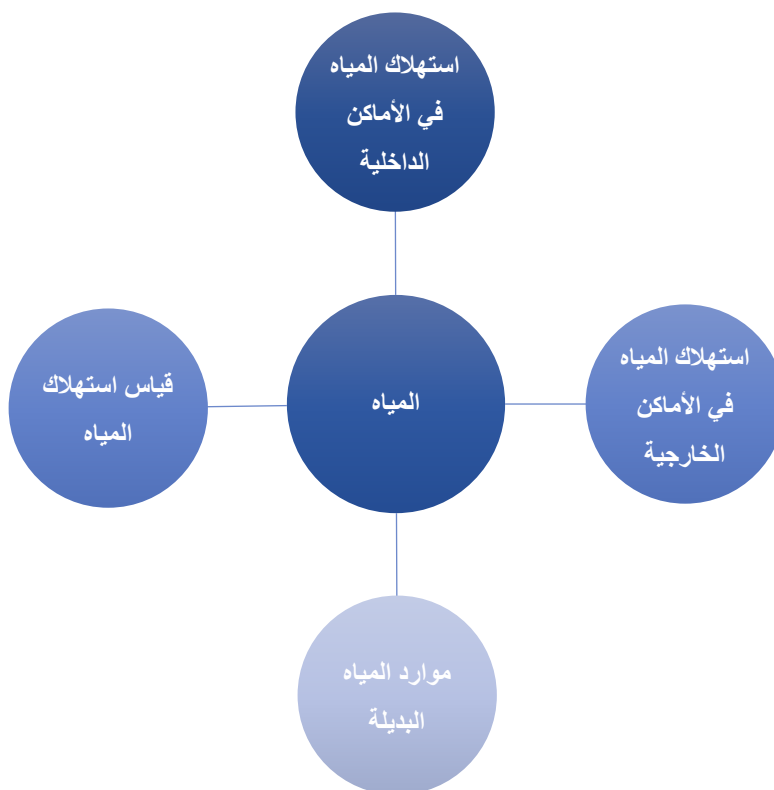 استهلاك المياه
في الأماكن
الداخلية
استهلاك المياه
في الأماكن
الخارجية
المياه
قياس استهلاك
المياه
موارد المياه
البديلة